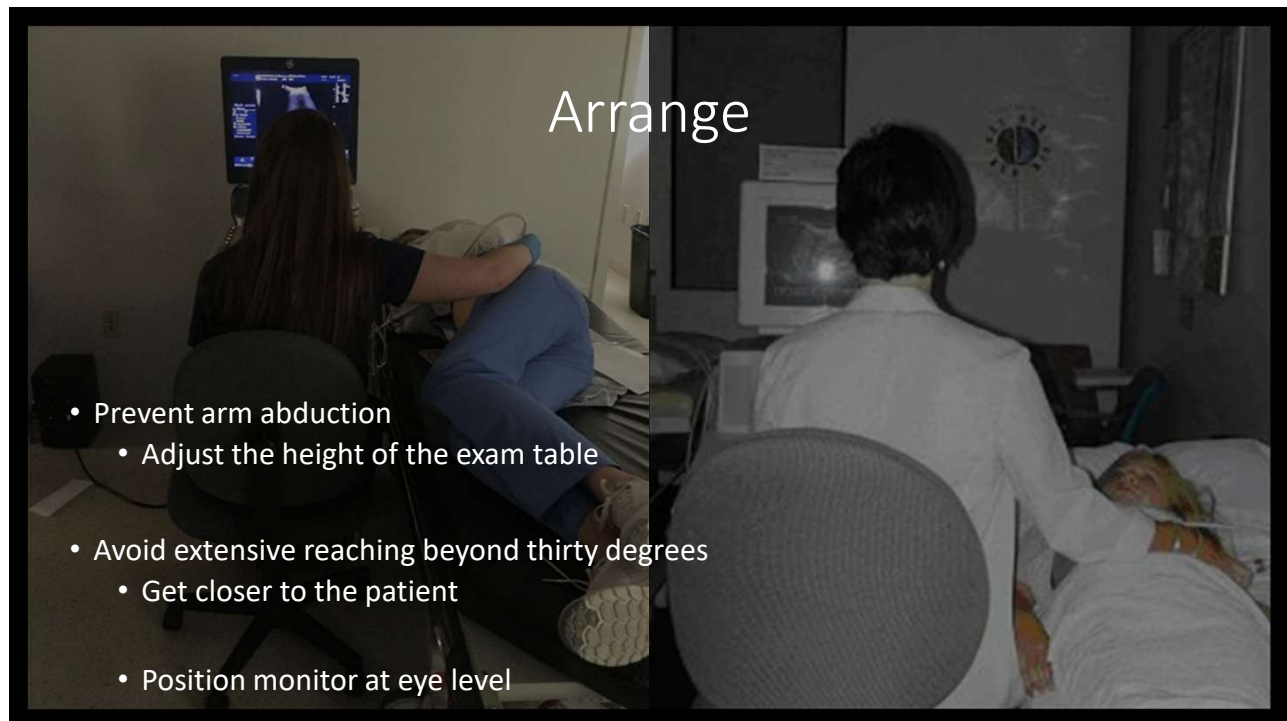 Arrange
• Prevent arm abduction
• Adjust the height of the exam table
• Avoid extensive reaching beyond thirty degrees
• Get closer to the patient
• Position monitor at eye level